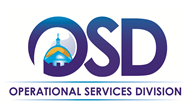 OSD
OPERATIONAL SERVICES DIVISION